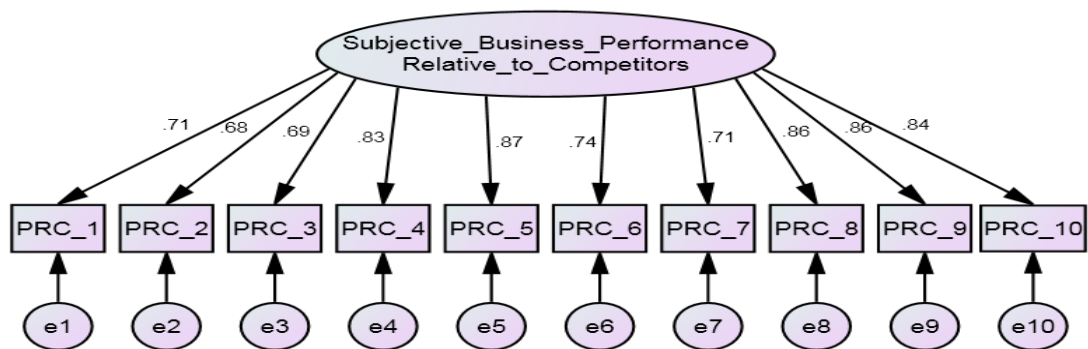 Subjective_Business_Performance
Relative_to_Competitors
.71 .68 .69 .83 .87 .74 .71 .86 .86 .84
PRC_1 PRC_2 PRC_3 PRC_4 PRC_5 PRC_6 PRC_7 PRC_8 PRC_9 PRC_10
e1 e2 e3 e4 e5 e6 e7 e8 e9 e10